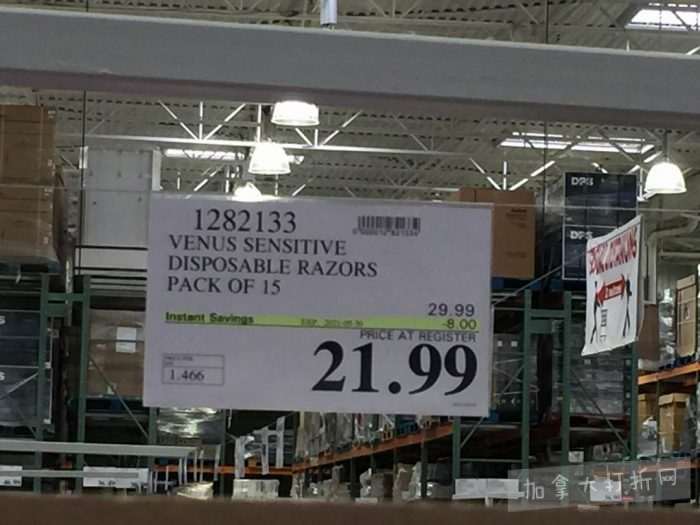 1282133
VENUS SENSITIVE
DISPOSABLE RAZORS
PACK OF 15
29.99
Instant Savings -8.00
PRICE AT REGISTER
21.99
1.466
DPS
DPS
加拿大打折网